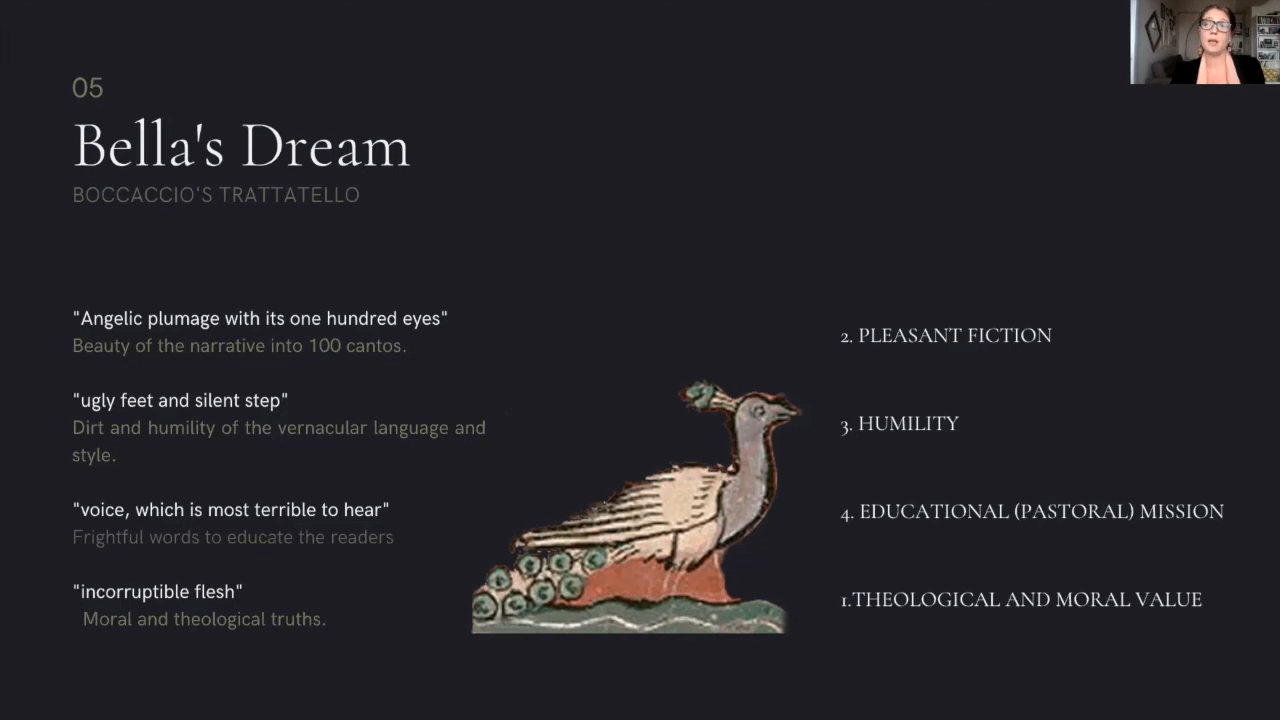 05
Bella's Dream
BOCCACCIO'S TRATTATELLO
"Angelic plumage with its one hundred eyes"
Beauty of the narrative into 100 cantos.
"ugly feet and silent step"
Dirt and humility of the vernacular language and
style.
"voice, which is most terrible to hear"
Frightful words to educate the readers
"incorruptible flesh"
Moral and theological truths.
2. PLEASANT FICTION
3. HUMILITY
4. EDUCATIONAL (PASTORAL) MISSION
1.THEOLOGICAL AND MORAL VALUE